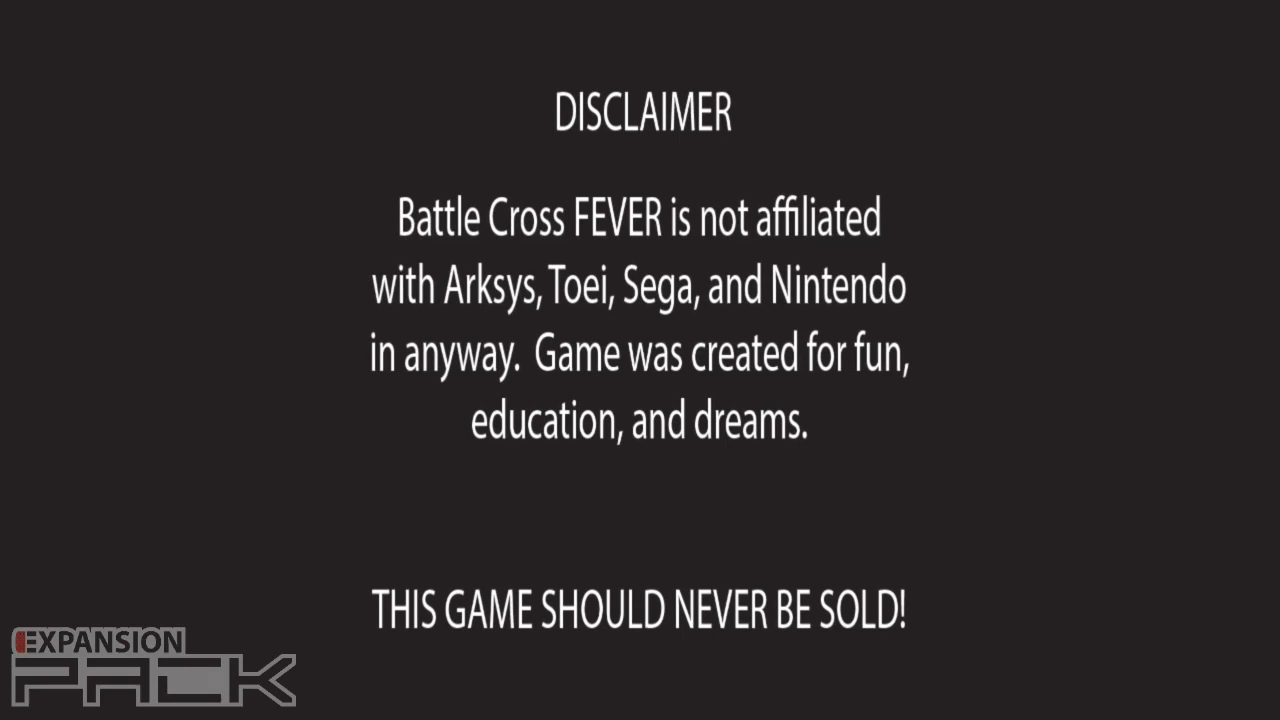 DISCLAIMER
Battle Cross FEVER is not affiliated
with Arksys, Toei, Sega, and Nintendo
in anyway.  Game was created for fun,
education, and dreams.
THIS GAME SHOULD NEVER BE SOLD!
EXPANSION
PACK